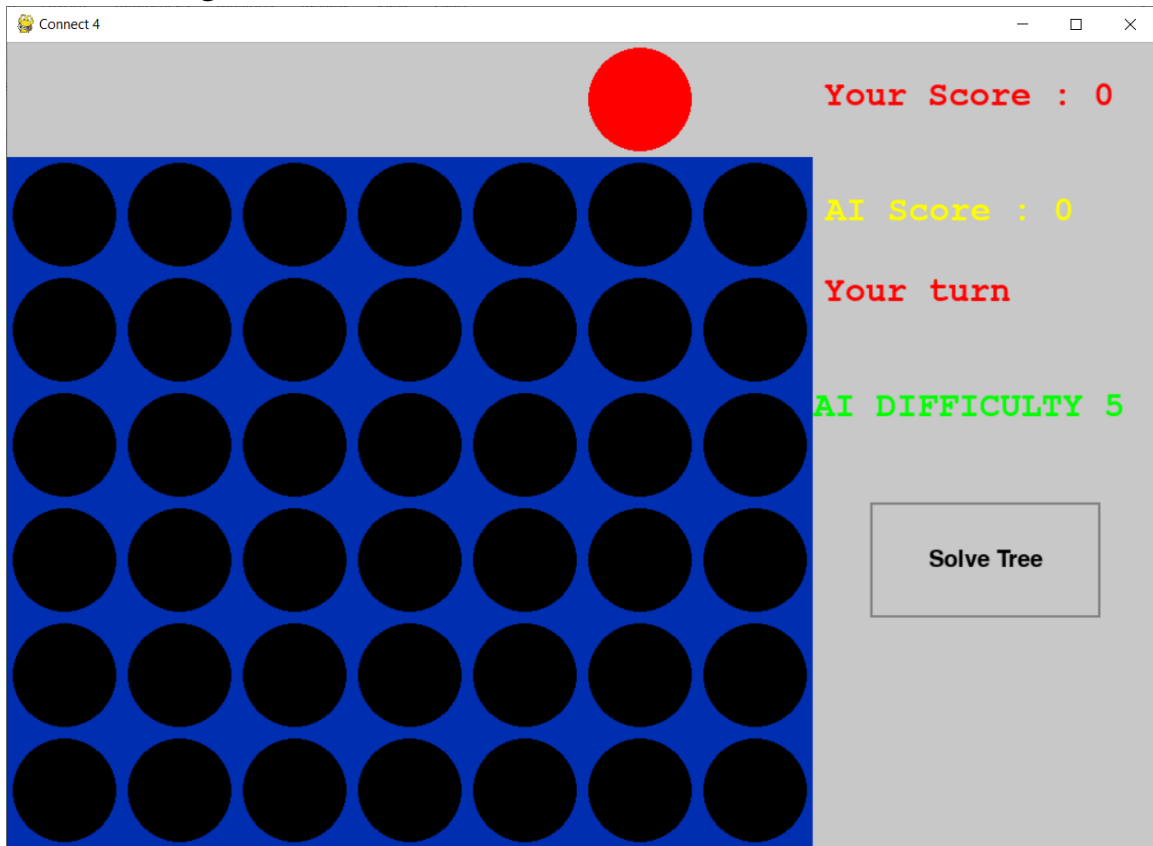 Connect 4
Your Score : 0
AI Score : 0
Your turn
AI DIFFICULTY 5
Solve Tree